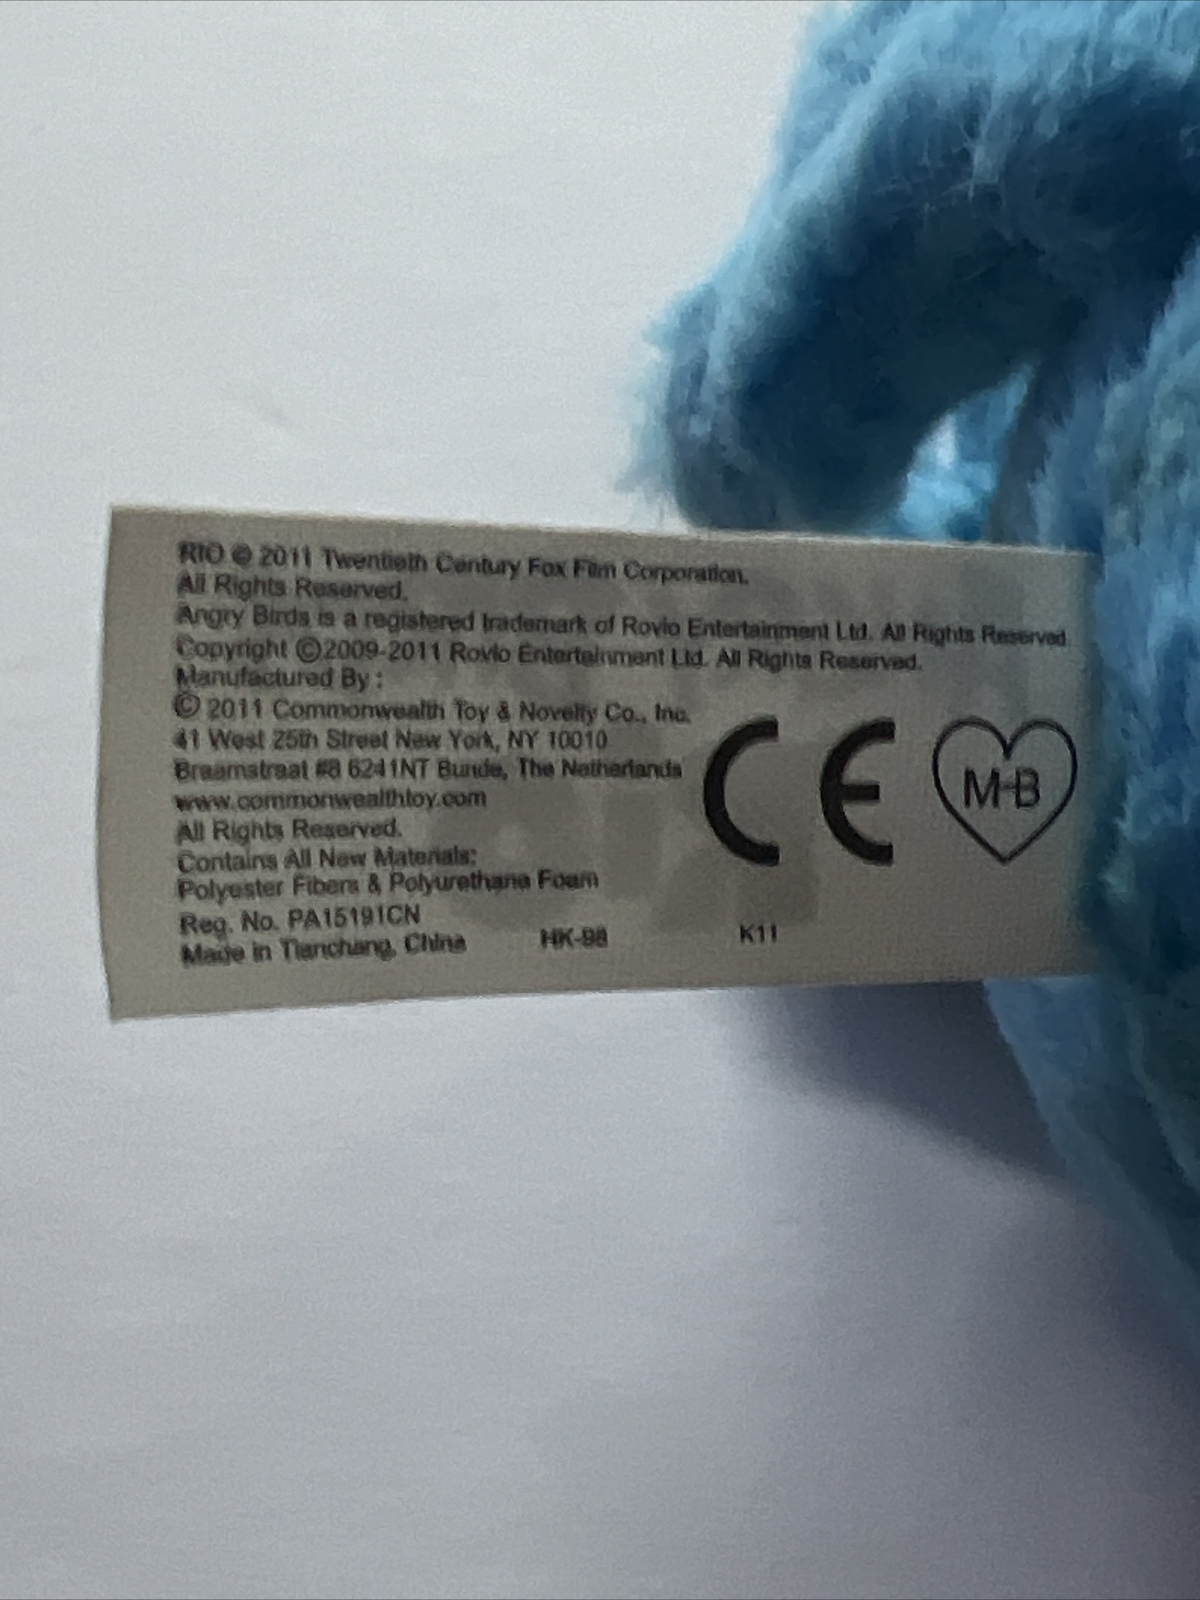 RIO © 2011 Twentieth Century Fox Film Corporation.
All Rights Reserved.
Angry Birds is a registered trademark of Rovio Entertainment Ltd. All Rights Reserved.
Copyright ©2009-2011 Rovio Entertainment Ltd. All Rights Reserved.
Manufactured By :
© 2011 Commonwealth Toy & Novelty Co., Inc.
41 West 25th Street New York, NY 10010
Braamstraat #8 6241NT Bunde, The Netherlands
www.commonwealthtoy.com
All Rights Reserved.
Contains All New Materials:
Polyester Fibers & Polyurethane Foam
Reg. No. PA15191CN
Made in Tianchang, China HK-98 K11
CE
M-B